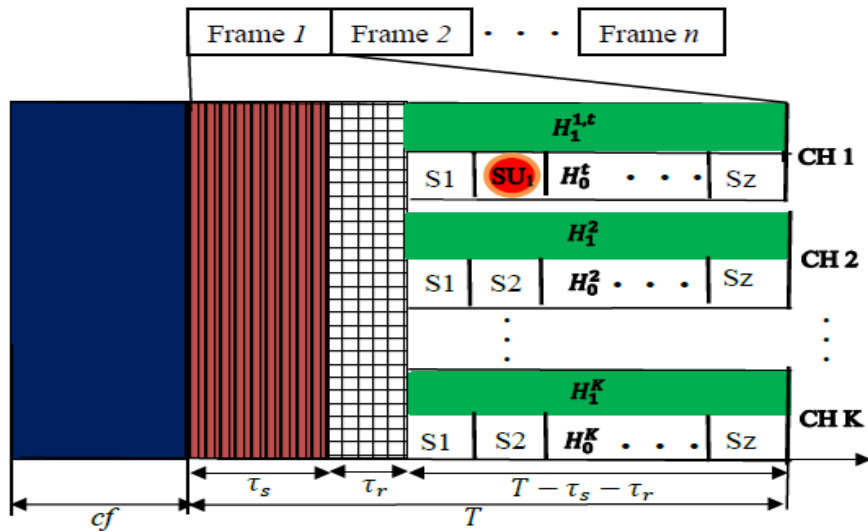 Frame 1 Frame 2 . . . Frame n
H_1^{1,t}
CH 1
S1 SU₁ H_0^t . . . Sz
H_1^2
CH 2
S1 S2 H_0^2 . . . Sz
H_1^K
CH K
S1 S2 H_0^K . . . Sz
τ_s τ_r T − τ_s − τ_r
cf T